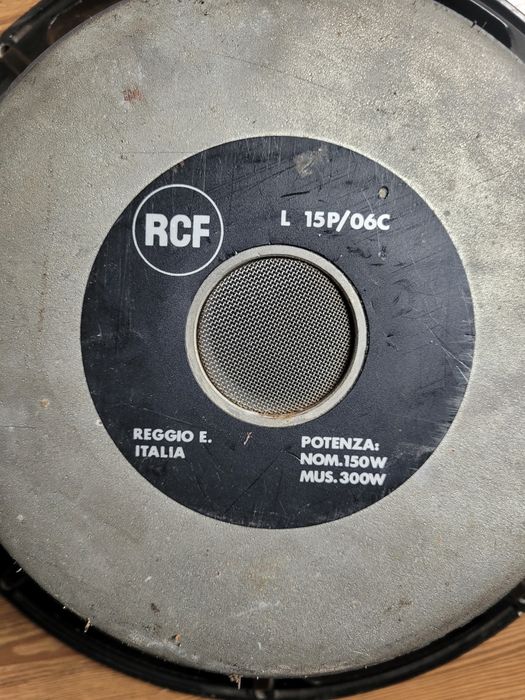 RCF
L 15P/06C
REGGIO E.
ITALIA
POTENZA:
NOM.150W
MUS.300W